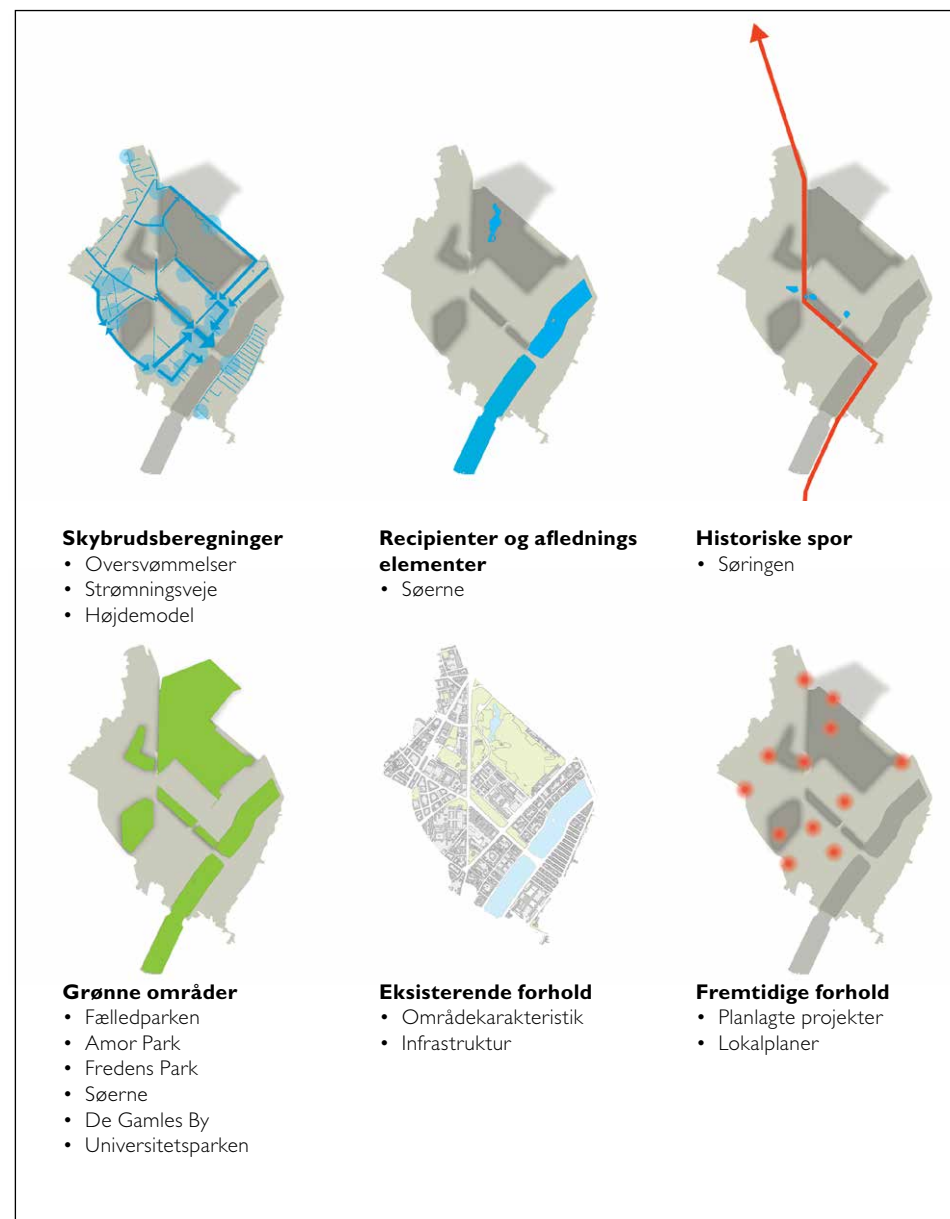 Skybrudsberegninger
• Oversvømmelser
• Strømningsveje
• Højdemodel
Recipienter og aflednings
elementer
• Søerne
Historiske spor
• Søringen
Grønne områder
• Fælledparken
• Amor Park
• Fredens Park
• Søerne
• De Gamles By
• Universitetsparken
Eksisterende forhold
• Områdekarakteristik
• Infrastruktur
Fremtidige forhold
• Planlagte projekter
• Lokalplaner